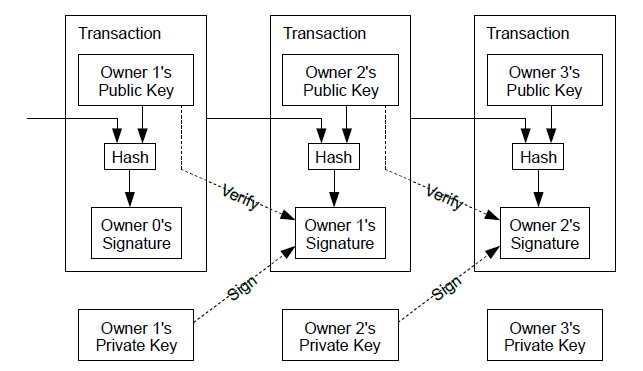 Transaction
Owner 1's
Public Key
Hash
Owner 0's
Signature
Transaction
Owner 2's
Public Key
Hash
Verify
Owner 1's
Signature
Sign
Transaction
Owner 3's
Public Key
Hash
Verify
Owner 2's
Signature
Sign
Owner 1's
Private Key
Owner 2's
Private Key
Owner 3's
Private Key